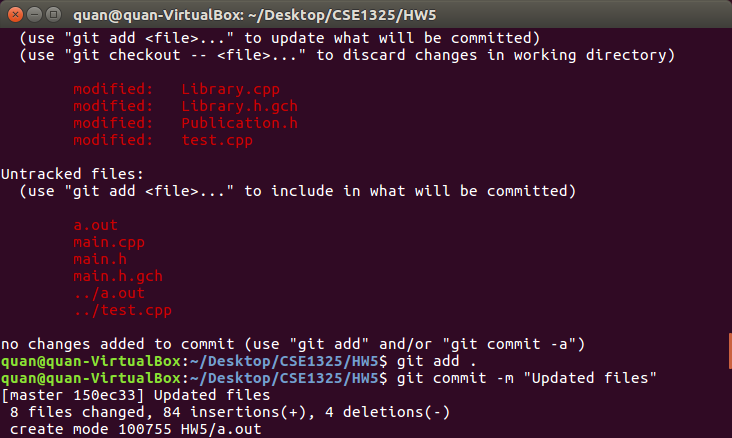 quan@quan-VirtualBox: ~/Desktop/CSE1325/HW5
(use "git add <file>..." to update what will be committed)
(use "git checkout -- <file>..." to discard changes in working directory)
modified: Library.cpp
modified: Library.h.gch
modified: Publication.h
modified: test.cpp
Untracked files:
(use "git add <file>..." to include in what will be committed)
a.out
main.cpp
main.h
main.h.gch
../a.out
../test.cpp
no changes added to commit (use "git add" and/or "git commit -a")
quan@quan-VirtualBox:~/Desktop/CSE1325/HW5$ git add .
quan@quan-VirtualBox:~/Desktop/CSE1325/HW5$ git commit -m "Updated files"
[master 150ec33] Updated files
8 files changed, 84 insertions(+), 4 deletions(-)
create mode 100755 HW5/a.out